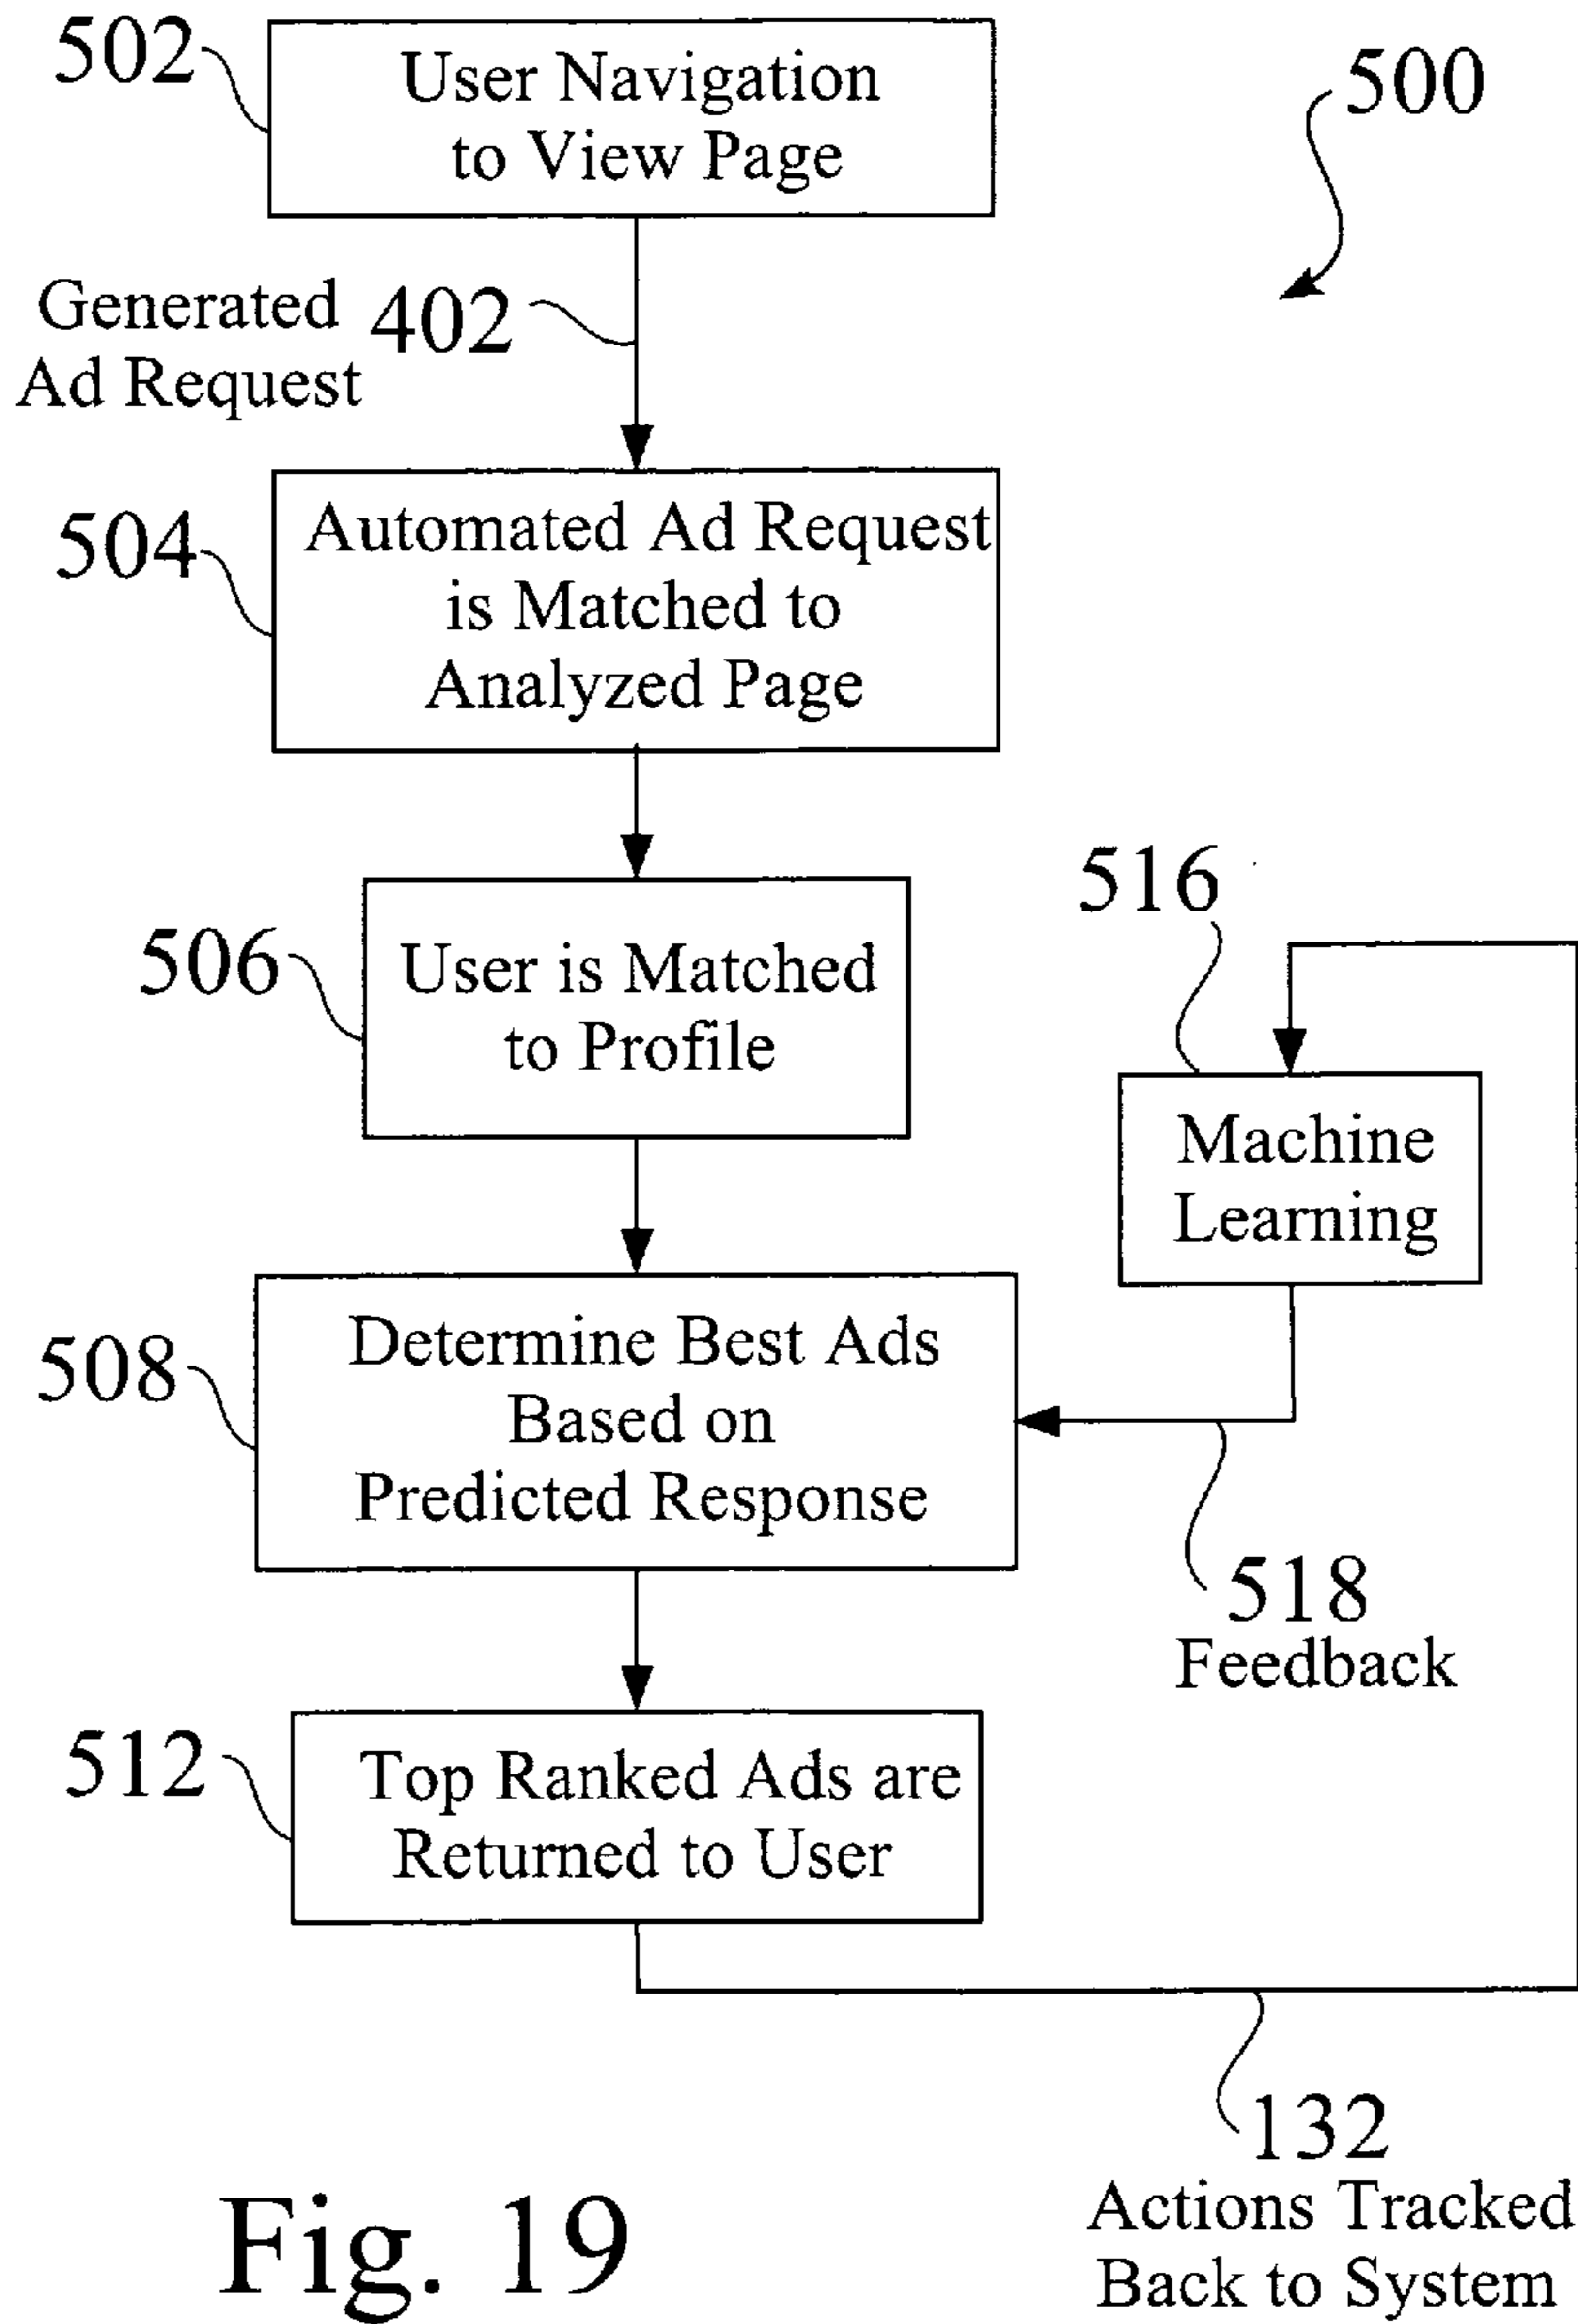 502
User Navigation
to View Page
500
Generated
Ad Request
402
504
Automated Ad Request
is Matched to
Analyzed Page
506
User is Matched
to Profile
516
Machine
Learning
508
Determine Best Ads
Based on
Predicted Response
518
Feedback
512
Top Ranked Ads are
Returned to User
132
Actions Tracked
Back to System
Fig. 19